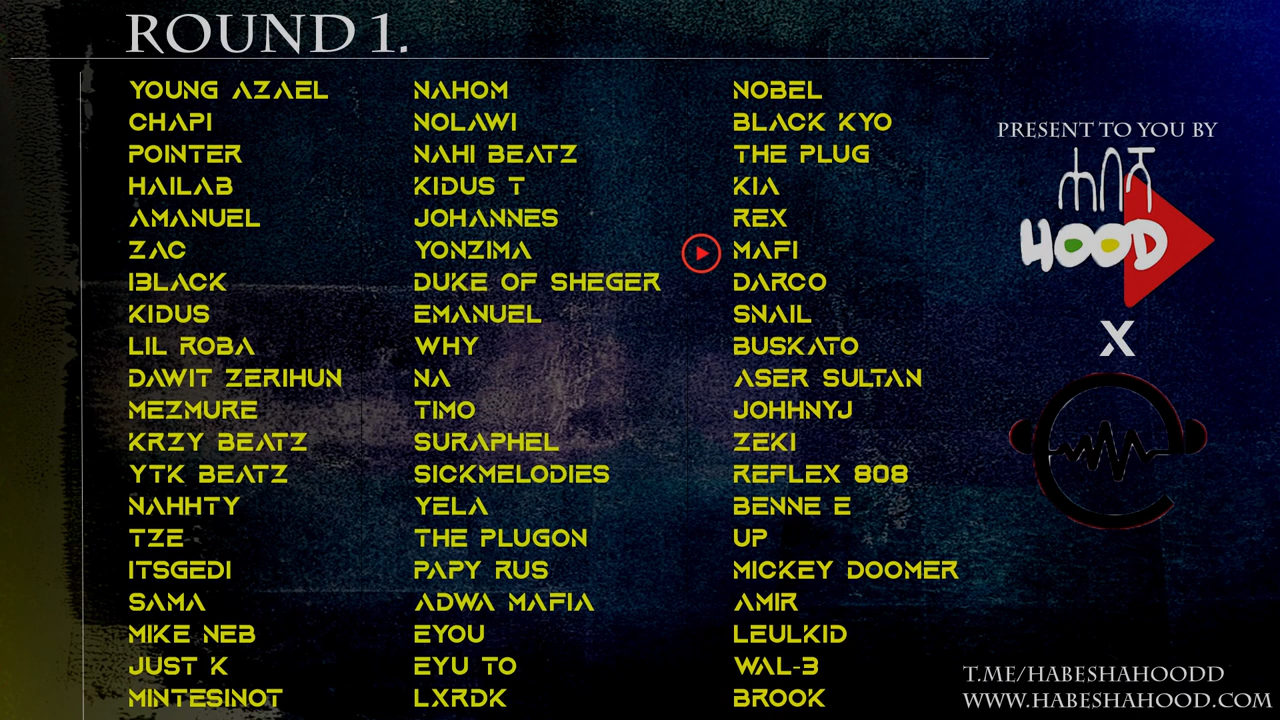 ROUND 1.
YOUNG AZAEL
CHAPI
POINTER
HAILAB
AMANUEL
ZAC
IBLACK
KIDUS
LIL ROBA
DAWIT ZERIHUN
MEZMURE
KRZY BEATZ
YTK BEATZ
NAHHTY
TZE
ITSGEDI
SAMA
MIKE NEB
JUST K
MINTESINOT
NAHOM
NOLAWI
NAHI BEATZ
KIDUS T
JOHANNES
YONZIMA
DUKE OF SHEGER
EMANUEL
WHY
NA
TIMO
SURAPHEL
SICKMELODIES
YELA
THE PLUGON
PAPY RUS
ADWA MAFIA
EYOU
EYU TO
LXRDK
NOBEL
BLACK KYO
THE PLUG
KIA
REX
MAFI
DARCO
SNAIL
BUSKATO
ASER SULTAN
JOHHNYJ
ZEKI
REFLEX 808
BENNE E
UP
MICKEY DOOMER
AMIR
LEULKID
WAL-B
BROOK
PRESENT TO YOU BY
ሐበሻ
HOOD
X
T.ME/HABESHAHOODD
WWW.HABESHAHOOD.COM